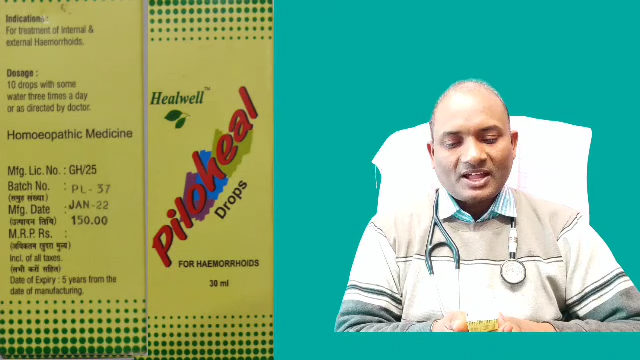 Indication:
For treatment of Internal &
external Haemorrhoids.
Dosage :
10 drops with some
water three times a day
or as directed by doctor.
Homoeopathic Medicine
Mfg. Lic. No. : GH/25
Batch No. : PL-37
(समूह संख्या)
Mfg. Date : JAN-22
(उत्पादन तिथि) 150.00
M.R.P. Rs. :
(अधिकतम खुदरा मूल्य)
Incl. of all taxes.
(सभी करों सहित)
Date of Expiry : 5 years from the
date of manufacturing.
Healwell™
Piloheal
Drops
FOR HAEMORRHOIDS
30 ml